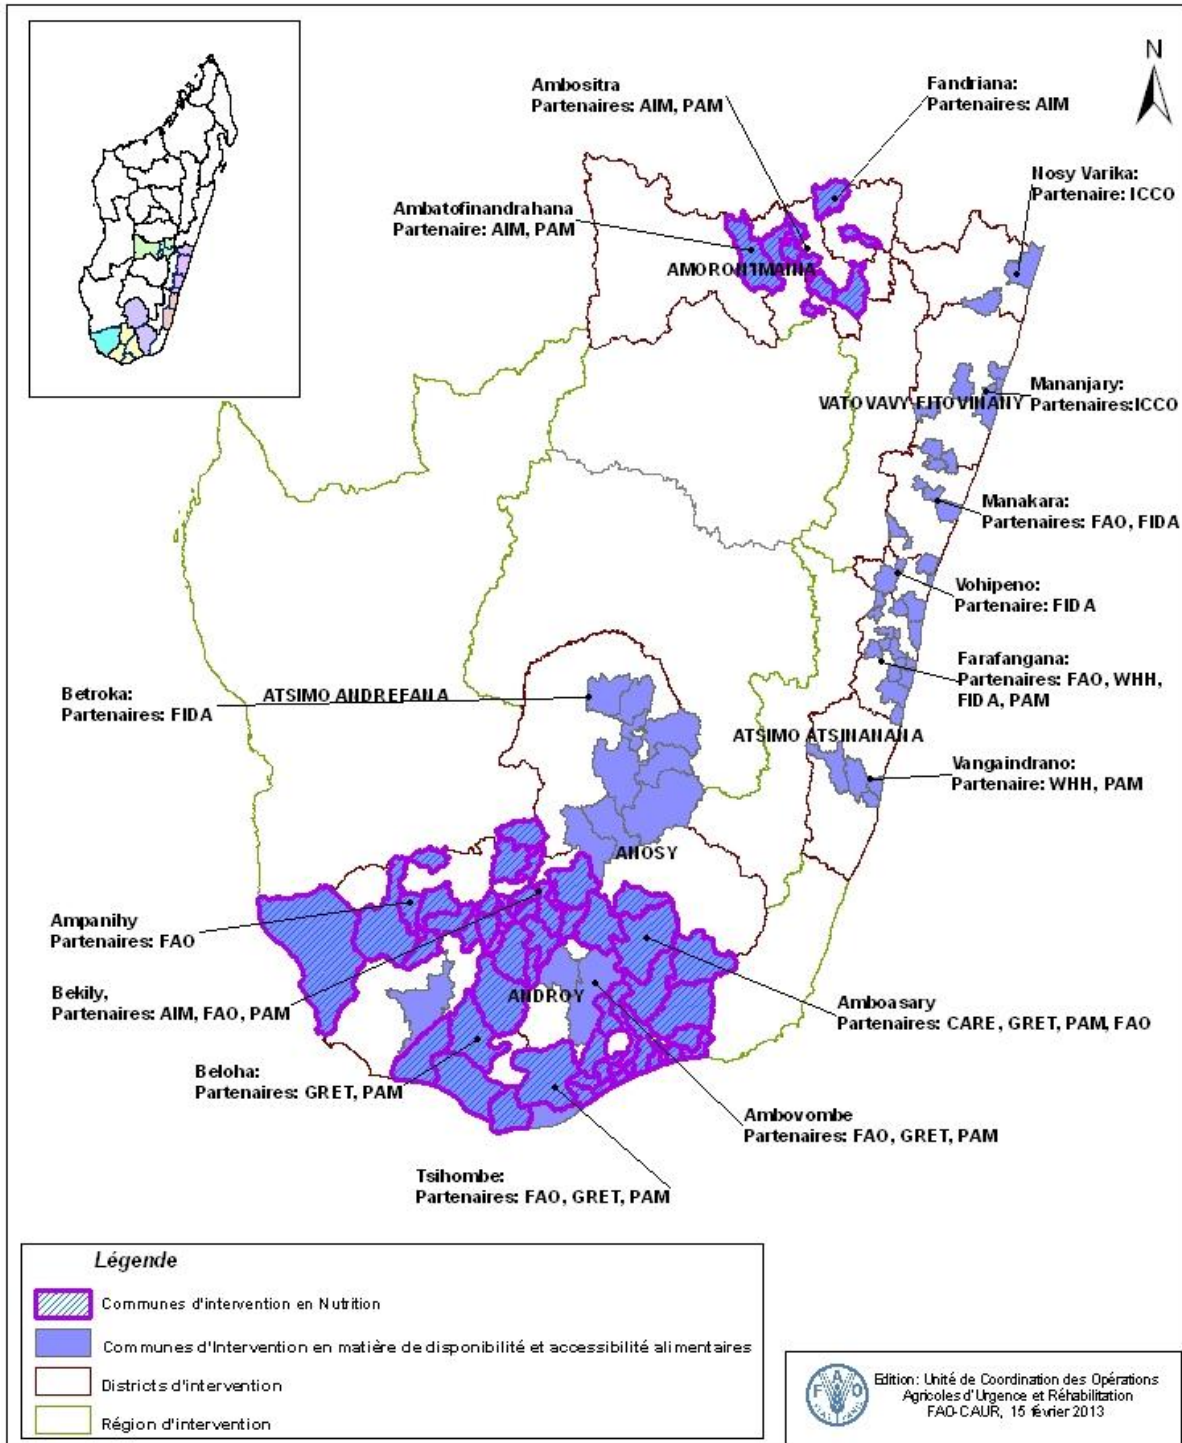 N
Ambositra
Partenaires: AIM, PAM
Fandriana:
Partenaires: AIM
Nosy Varika:
Partenaire: ICCO
Ambatofinandrahana
Partenaire: AIM, PAM
AMORON'I MANIA
Mananjary:
Partenaires:ICCO
VATOVAVY-FITOVINANY
Manakara:
Partenaires: FAO, FIDA
Vohipeno:
Partenaire: FIDA
Farafangana:
Partenaires: FAO, WHH,
FIDA, PAM
Betroka:
Partenaires: FIDA
ATSIMO ANDREFANA
ATSIMO ATSINANANA
Vangaindrano:
Partenaire: WHH, PAM
ANOSY
Ampanihy
Partenaires: FAO
Bekily,
Partenaires: AIM, FAO, PAM
ANDROY
Amboasary
Partenaires: CARE, GRET, PAM, FAO
Beloha:
Partenaires: GRET, PAM
Ambovombe
Partenaires: FAO, GRET, PAM
Tsihombe:
Partenaires: FAO, GRET, PAM
Légende
Communes d'intervention en Nutrition
Communes d'Intervention en matière de disponibilité et accessibilité alimentaires
Districts d'intervention
Région d'intervention
FAO
FIAT PANIS
Edition: Unité de Coordination des Opérations
Agricoles d'Urgence et Réhabilitation
FAO-CAUR, 15 février 2013